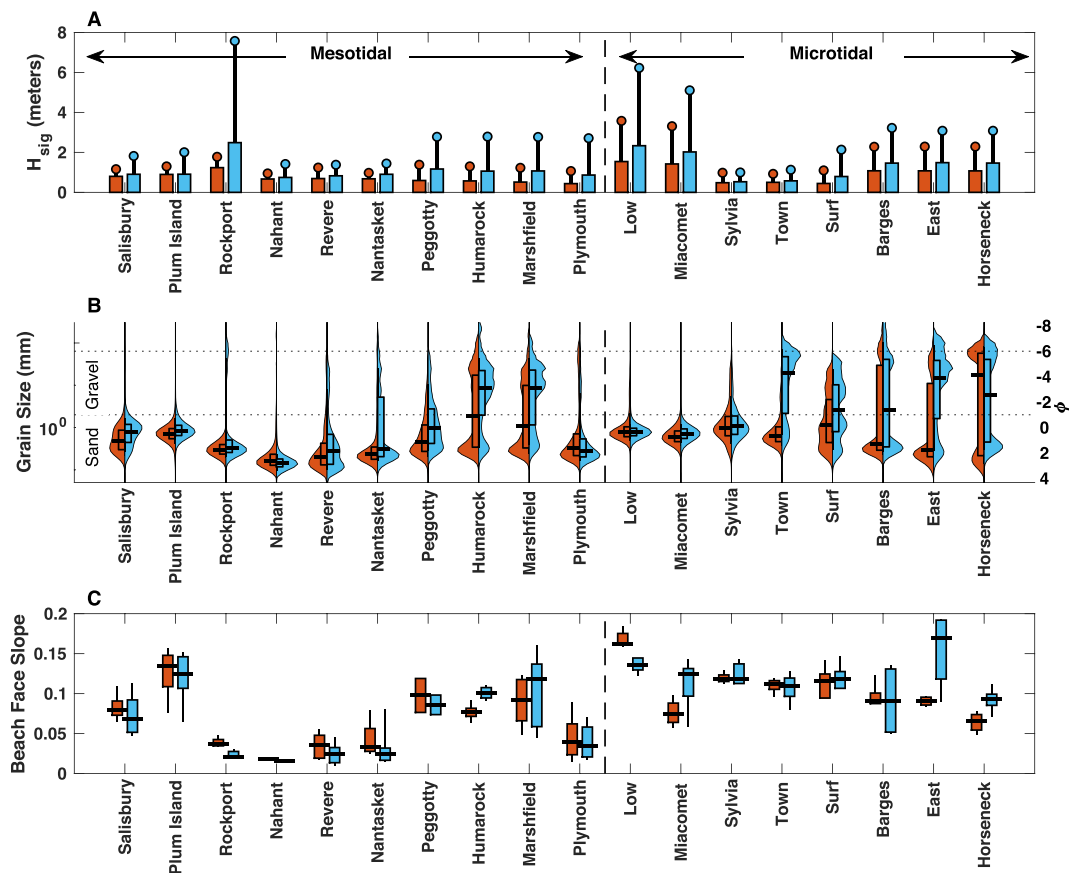 A
8
6
4
2
0
H_sig (meters)
Mesotidal
Microtidal
Salisbury
Plum Island
Rockport
Nahant
Revere
Nantasket
Peggotty
Humarock
Marshfield
Plymouth
Low
Miacomet
Sylvia
Town
Surf
Barges
East
Horseneck
B
Grain Size (mm)
10^0
Gravel
Sand
-8
-6
-4
-2
0
2
4
ϕ
Salisbury
Plum Island
Rockport
Nahant
Revere
Nantasket
Peggotty
Humarock
Marshfield
Plymouth
Low
Miacomet
Sylvia
Town
Surf
Barges
East
Horseneck
C
Beach Face Slope
0.2
0.15
0.1
0.05
0
Salisbury
Plum Island
Rockport
Nahant
Revere
Nantasket
Peggotty
Humarock
Marshfield
Plymouth
Low
Miacomet
Sylvia
Town
Surf
Barges
East
Horseneck